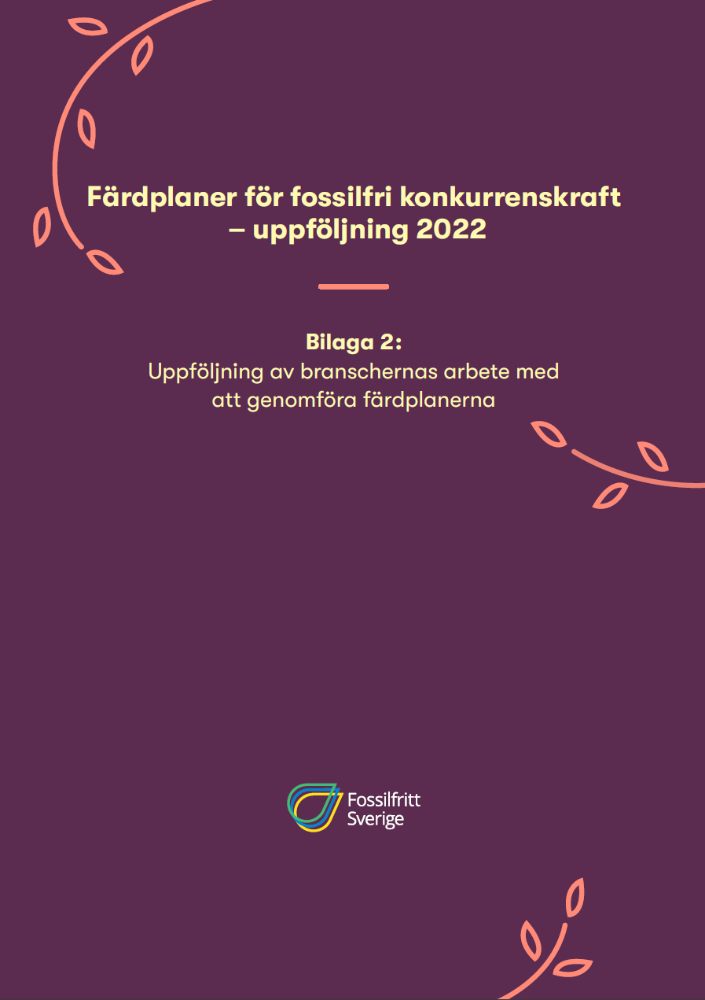 Färdplaner för fossilfri konkurrenskraft
– uppföljning 2022
Bilaga 2:
Uppföljning av branschernas arbete med
att genomföra färdplanerna
Fossilfritt
Sverige